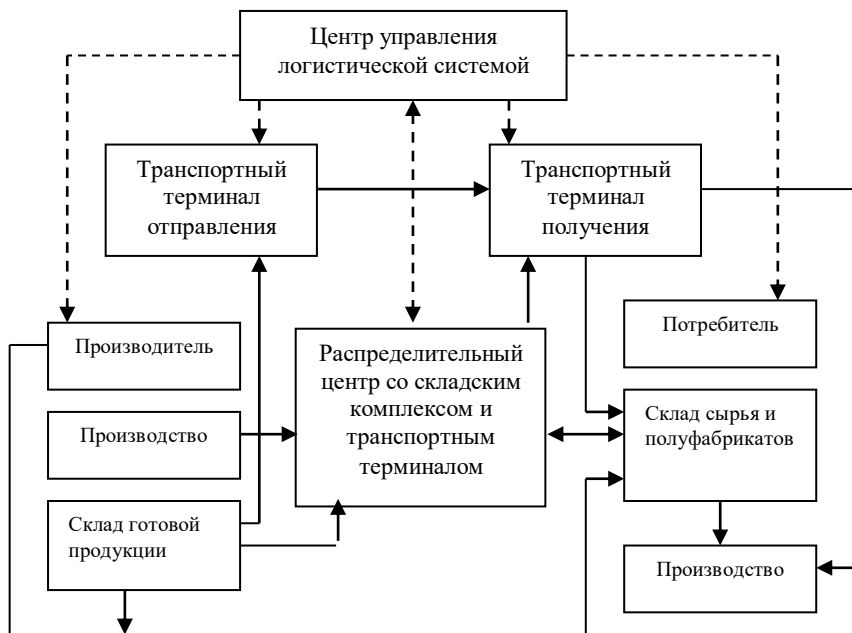 Центр управления
логистической системой
Транспортный
терминал
отправления
Транспортный
терминал
получения
Производитель
Распределительный
центр со складским
комплексом и
транспортным
терминалом
Потребитель
Производство
Склад сырья и
полуфабрикатов
Склад готовой
продукции
Производство